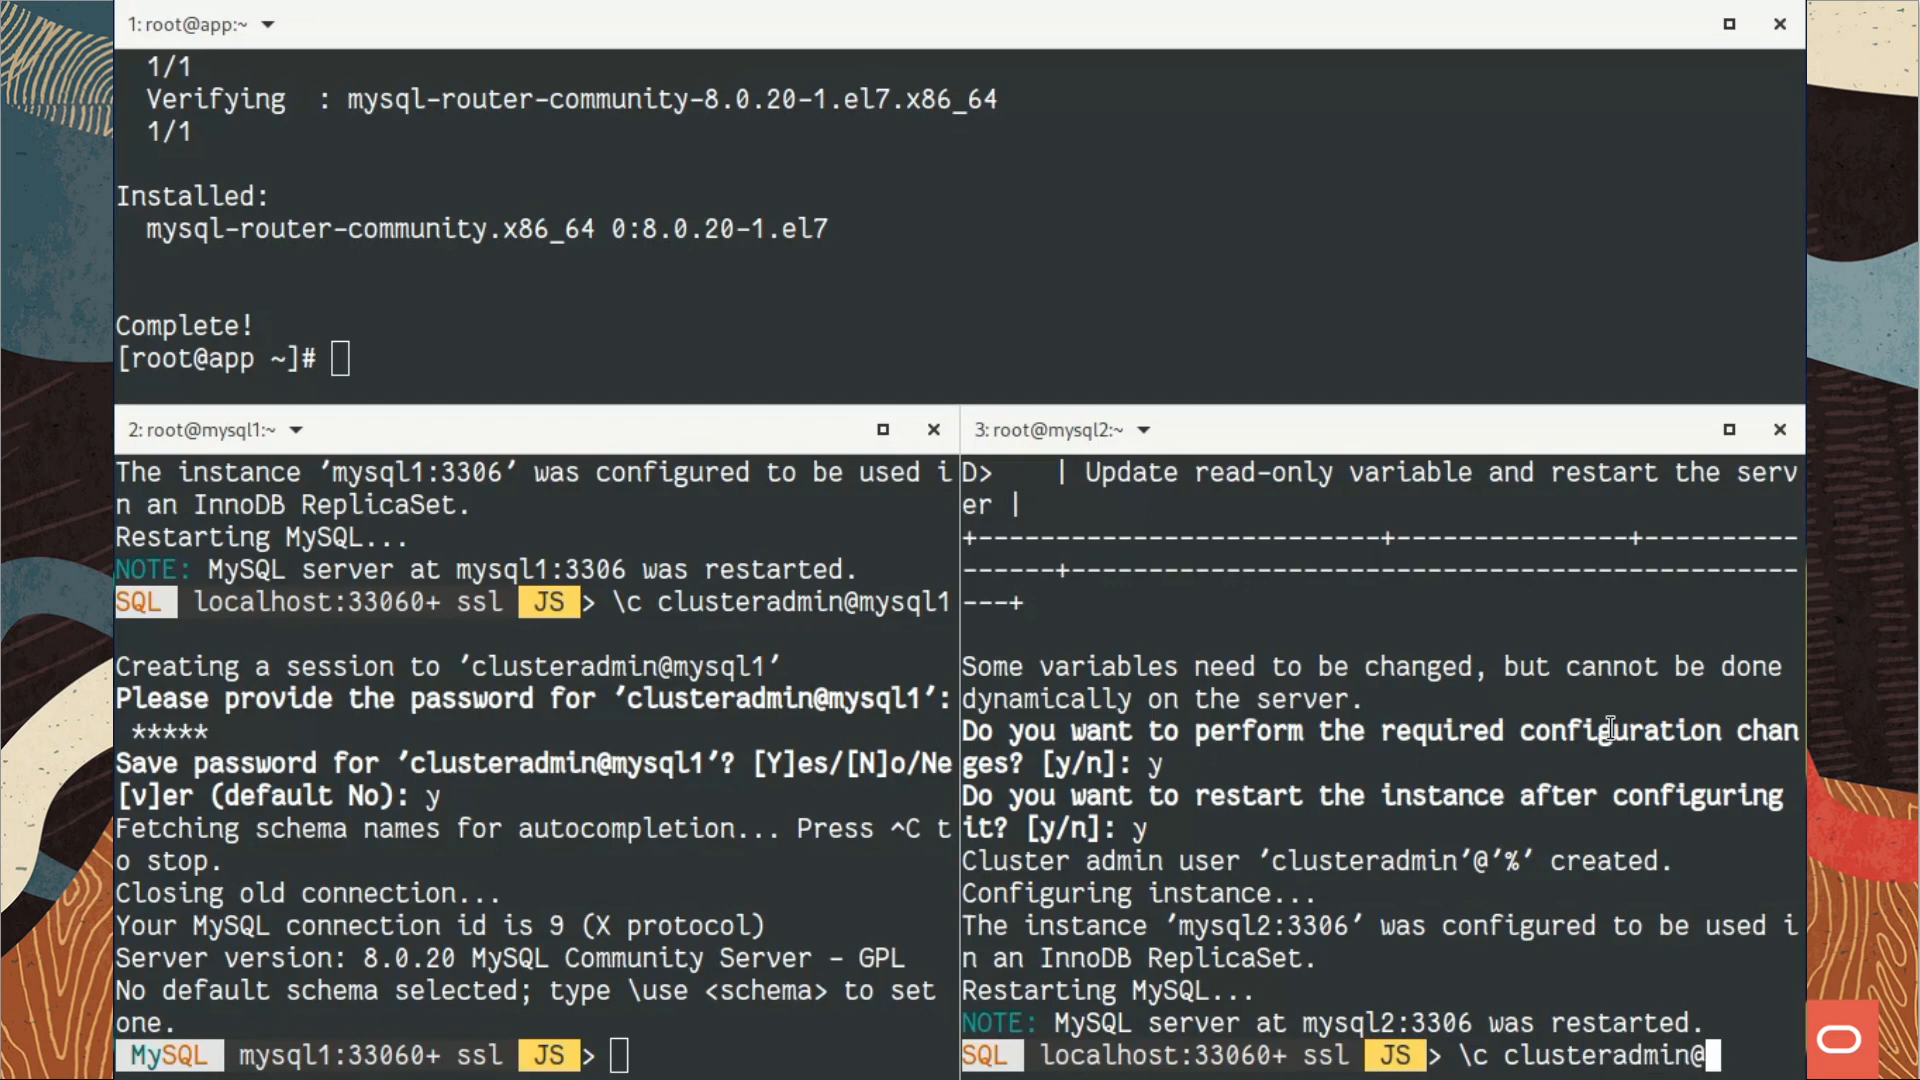 1: root@app:~
1/1
Verifying : mysql-router-community-8.0.20-1.el7.x86_64
1/1
Installed:
mysql-router-community.x86_64 0:8.0.20-1.el7
Complete!
[root@app ~]#
2: root@mysql1:~
The instance 'mysql1:3306' was configured to be used i
n an InnoDB ReplicaSet.
Restarting MySQL...
NOTE: MySQL server at mysql1:3306 was restarted.
SQL localhost:33060+ ssl JS > \c clusteradmin@mysql1
Creating a session to 'clusteradmin@mysql1'
Please provide the password for 'clusteradmin@mysql1':
*****
Save password for 'clusteradmin@mysql1'? [Y]es/[N]o/Ne
[v]er (default No): y
Fetching schema names for autocompletion... Press ^C t
o stop.
Closing old connection...
Your MySQL connection id is 9 (X protocol)
Server version: 8.0.20 MySQL Community Server - GPL
No default schema selected; type \use <schema> to set
one.
MySQL mysql1:33060+ ssl JS >
3: root@mysql2:~
D> | Update read-only variable and restart the serv
er |
+--------------------------+---------------+----------
------+-----------------------------------------------
---+
Some variables need to be changed, but cannot be done
dynamically on the server.
Do you want to perform the required configuration chan
ges? [y/n]: y
Do you want to restart the instance after configuring
it? [y/n]: y
Cluster admin user 'clusteradmin'@'%' created.
Configuring instance...
The instance 'mysql2:3306' was configured to be used i
n an InnoDB ReplicaSet.
Restarting MySQL...
NOTE: MySQL server at mysql2:3306 was restarted.
SQL localhost:33060+ ssl JS > \c clusteradmin@